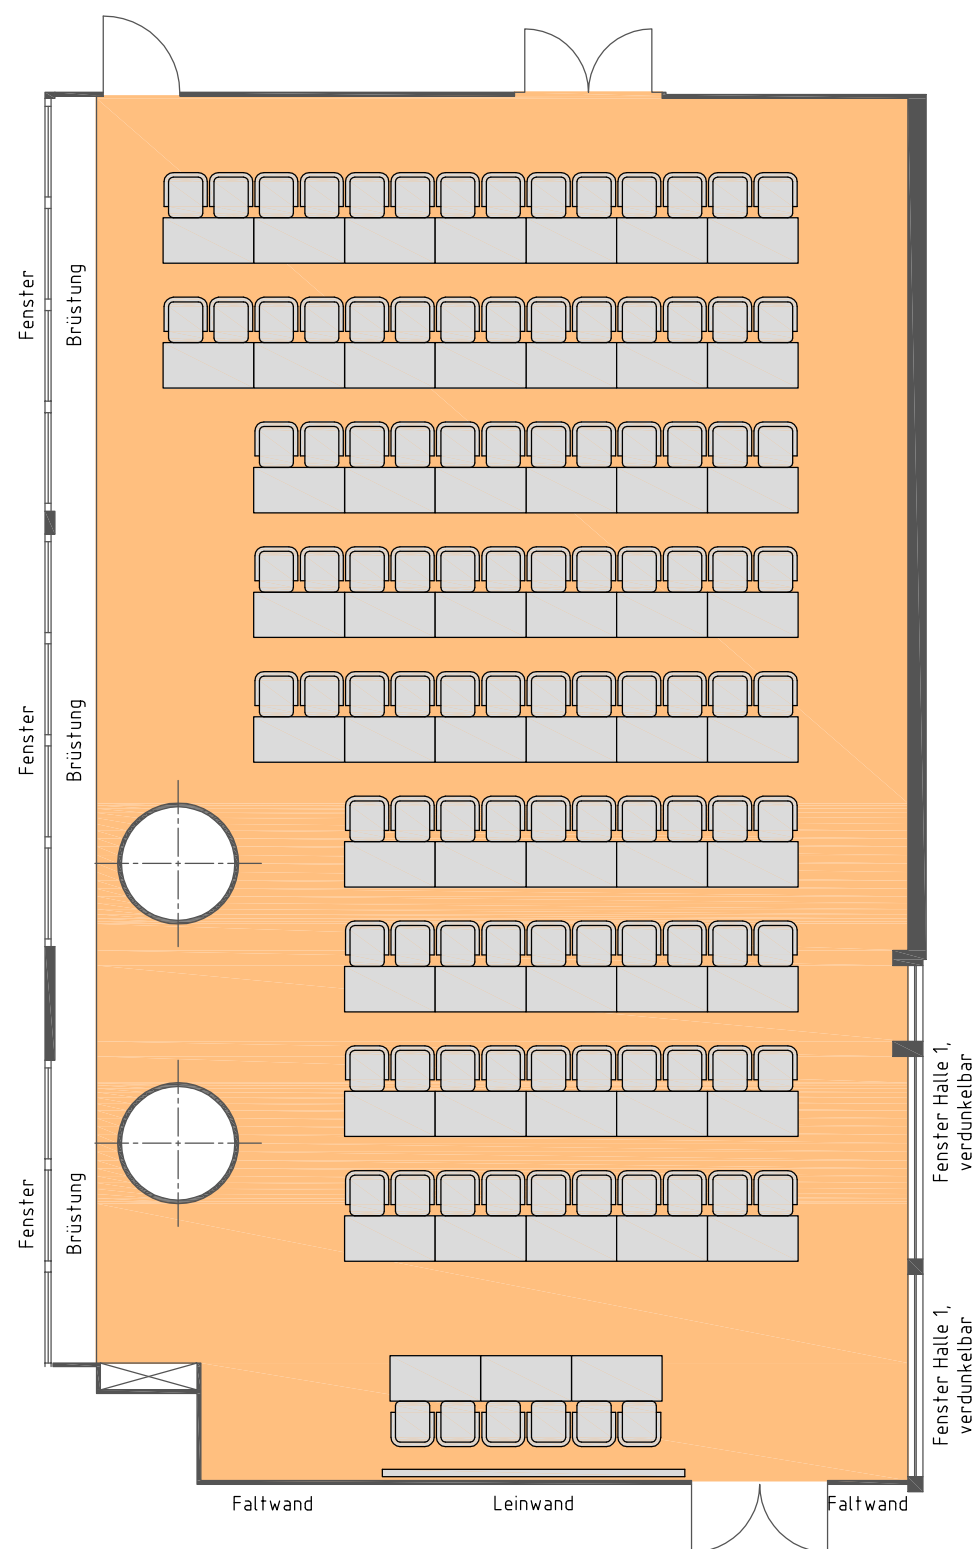 Fenster
Brüstung
Fenster
Brüstung
Fenster Halle 1,
verdunkelbar
Fenster
Brüstung
Fenster Halle 1,
verdunkelbar
Faltwand
Leinwand
Faltwand